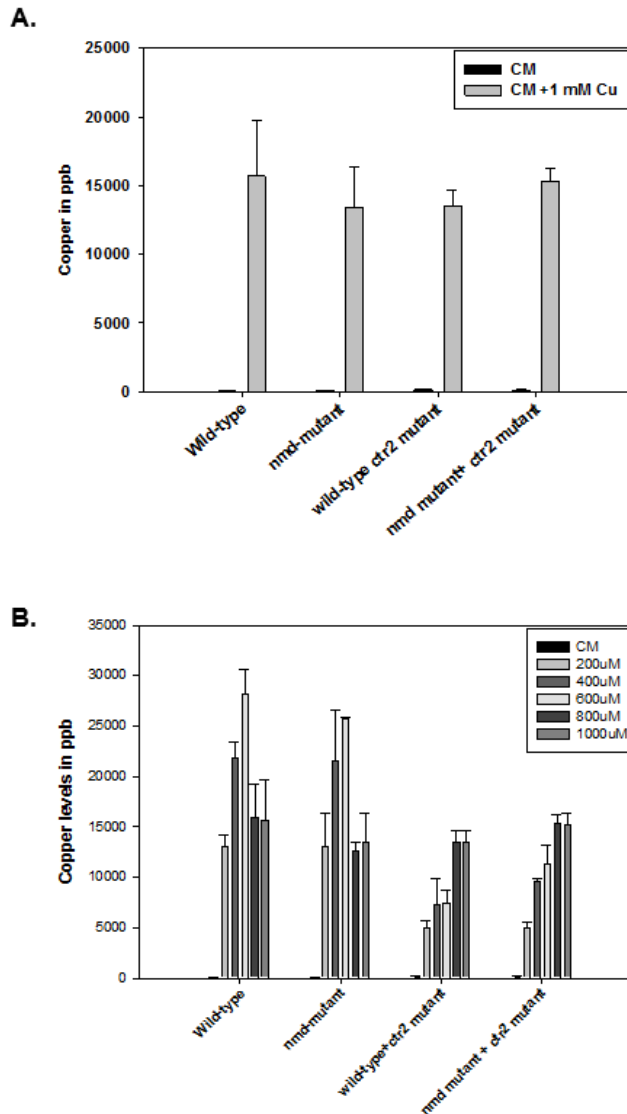 A.
25000
20000
15000
10000
5000
0
Copper in ppb
CM
CM +1 mM Cu
Wild-type
nmd-mutant
wild-type ctr2 mutant
nmd mutant+ ctr2 mutant
B.
35000
30000
25000
20000
15000
10000
5000
0
Copper levels in ppb
CM
200uM
400uM
600uM
800uM
1000uM
Wild-type
nmd-mutant
wild-type+ctr2 mutant
nmd mutant + ctr2 mutant